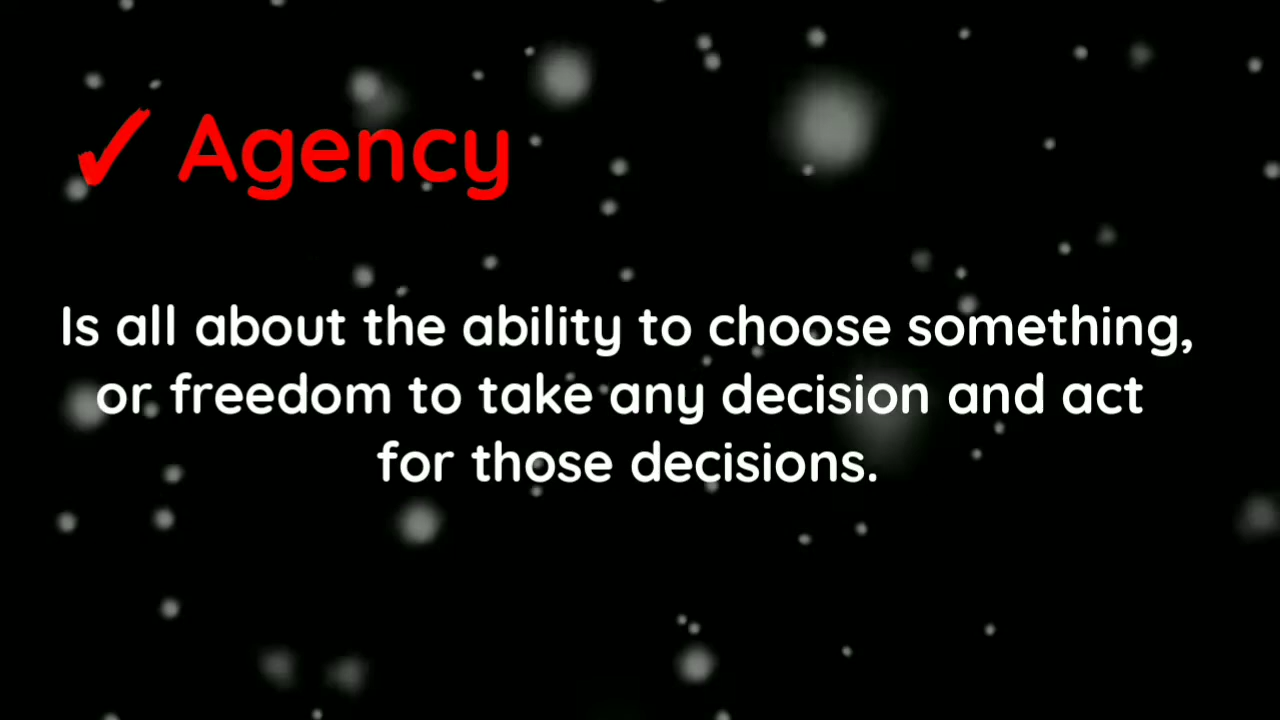 ✓ Agency
Is all about the ability to choose something,
or freedom to take any decision and act
for those decisions.